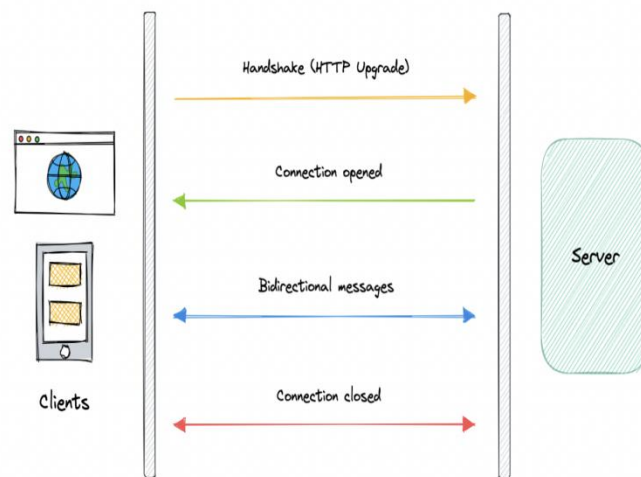 Handshake (HTTP Upgrade)
Connection opened
Bidirectional messages
Connection closed
Clients
Server